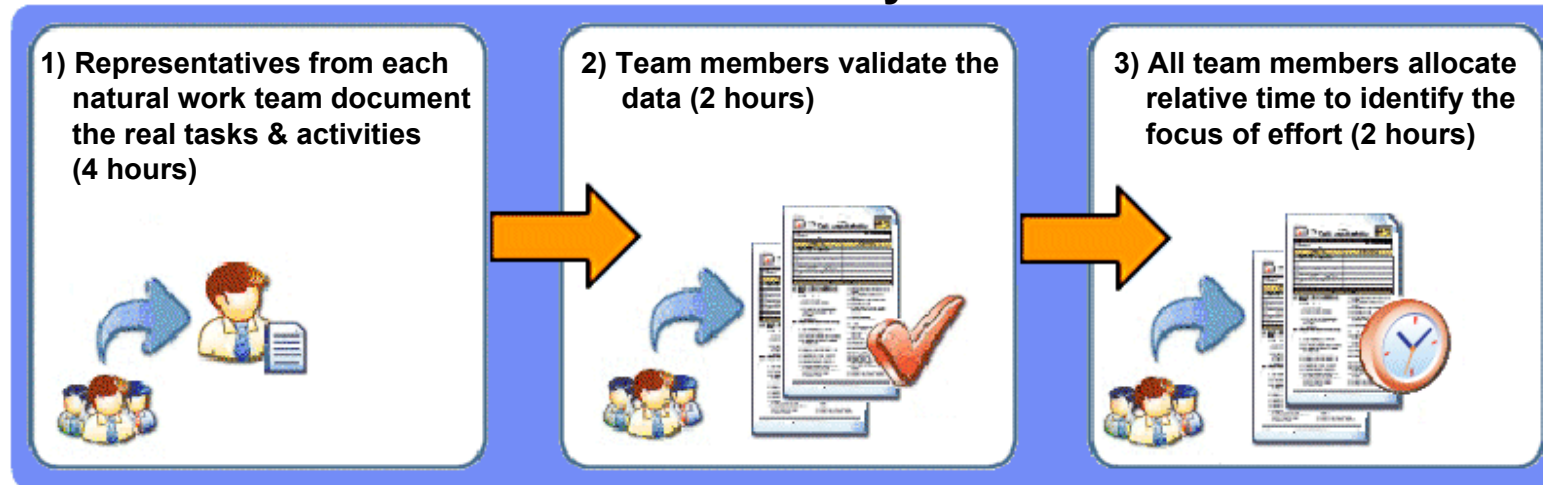 1) Representatives from each
natural work team document
the real tasks & activities
(4 hours)
2) Team members validate the
data (2 hours)
3) All team members allocate
relative time to identify the
focus of effort (2 hours)